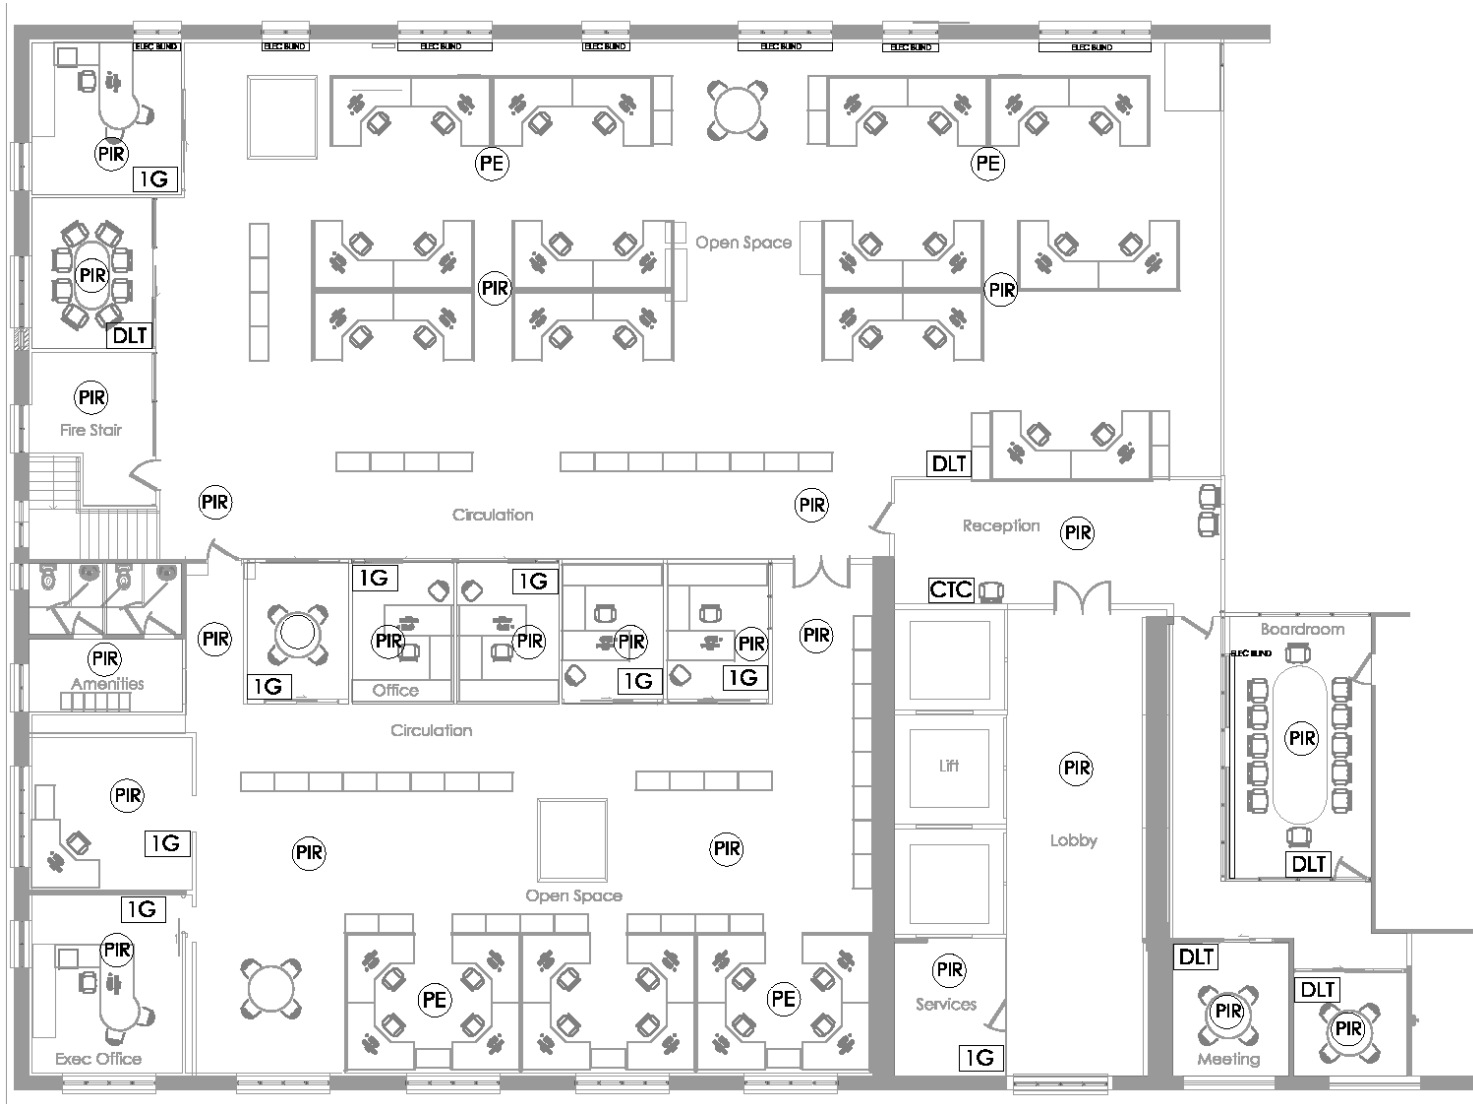 ELEC BLIND ELEC BLIND ELEC BLIND ELEC BLIND ELEC BLIND ELEC BLIND ELEC BLIND
PIR
1G
PE PE
Open Space
PIR
PIR PIR
DLT
PIR
Fire Stair
DLT
PIR PIR
Circulation
Reception
PIR
1G 1G
CTC
PIR PIR PIR PIR PIR PIR
Boardroom
ELEC BLIND
PIR
Amenities
1G Office 1G 1G
Circulation
PIR
PIR
Lift
PIR
1G
Lobby
PIR PIR
DLT
Open Space
1G
PIR
DLT
PIR
DLT
PE PE
Services
PIR
PIR
Exec Office
1G
Meeting